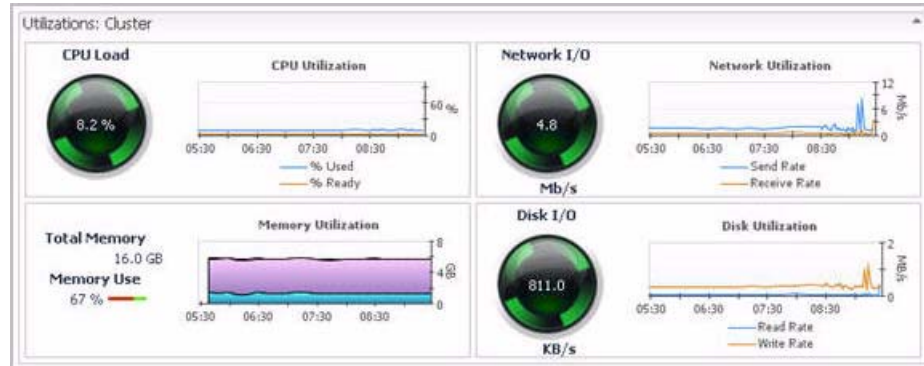 Utilizations: Cluster
CPU Load
8.2 %
CPU Utilization
60 %
0
05:30 06:30 07:30 08:30
% Used
% Ready
Network I/O
4.8
Mb/s
Network Utilization
12
6
0
Mb/s
05:30 06:30 07:30 08:30
Send Rate
Receive Rate
Total Memory
16.0 GB
Memory Use
67 %
Memory Utilization
8
4
0
GB
05:30 06:30 07:30 08:30
Disk I/O
811.0
KB/s
Disk Utilization
2
0
MB/s
05:30 06:30 07:30 08:30
Read Rate
Write Rate